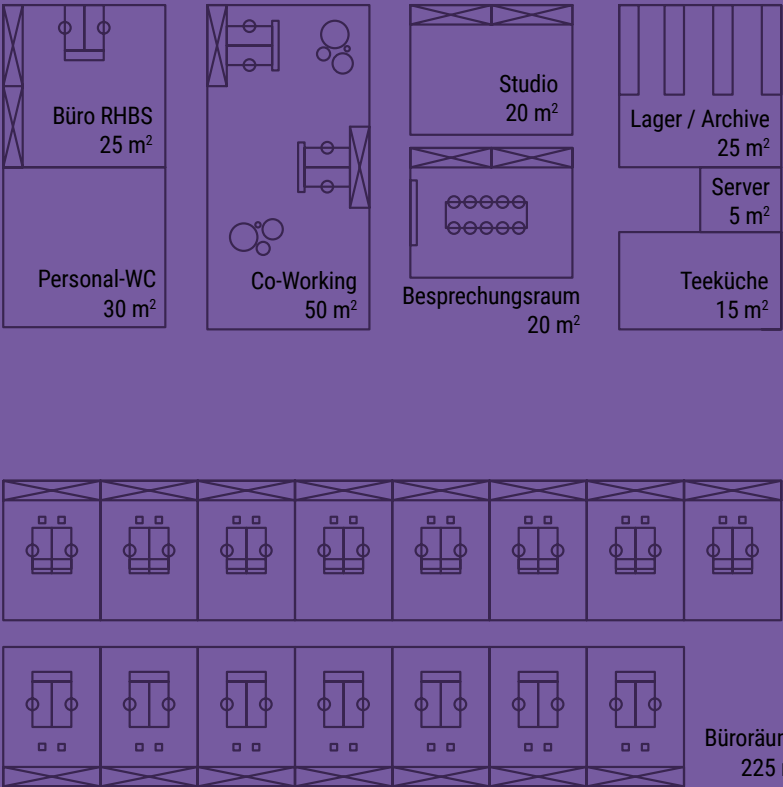 Büro RHBS
25 m²
Personal-WC
30 m²
Co-Working
50 m²
Studio
20 m²
Besprechungsraum
20 m²
Lager / Archive
25 m²
Server
5 m²
Teeküche
15 m²
225